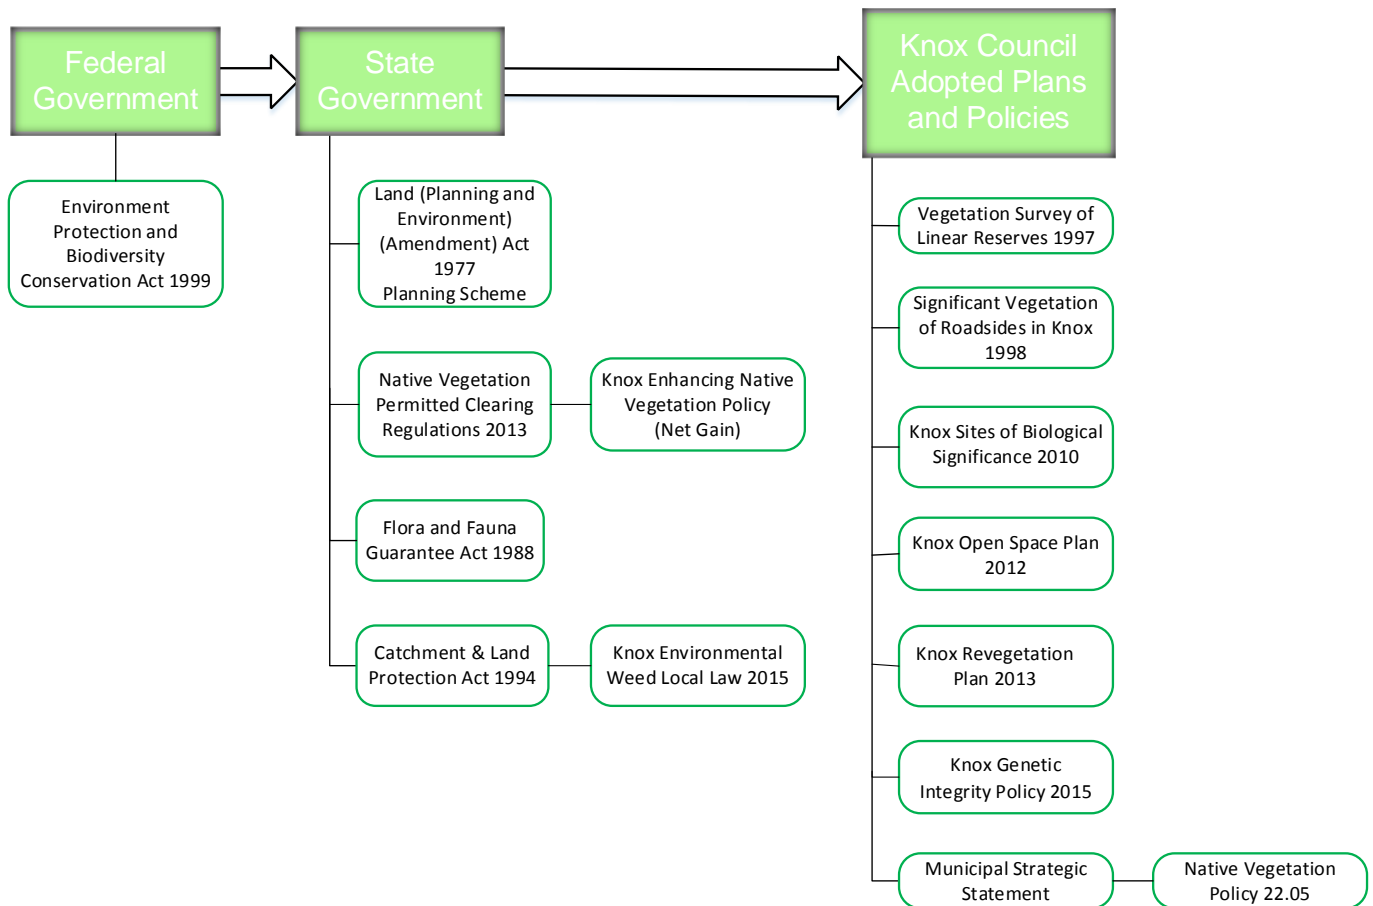 Federal
Government
State
Government
Knox Council
Adopted Plans
and Policies
Environment
Protection and
Biodiversity
Conservation Act 1999
Land (Planning and
Environment)
(Amendment) Act
1977
Planning Scheme
Native Vegetation
Permitted Clearing
Regulations 2013
Knox Enhancing Native
Vegetation Policy
(Net Gain)
Flora and Fauna
Guarantee Act 1988
Catchment & Land
Protection Act 1994
Knox Environmental
Weed Local Law 2015
Vegetation Survey of
Linear Reserves 1997
Significant Vegetation
of Roadsides in Knox
1998
Knox Sites of Biological
Significance 2010
Knox Open Space Plan
2012
Knox Revegetation
Plan 2013
Knox Genetic
Integrity Policy 2015
Municipal Strategic
Statement
Native Vegetation
Policy 22.05